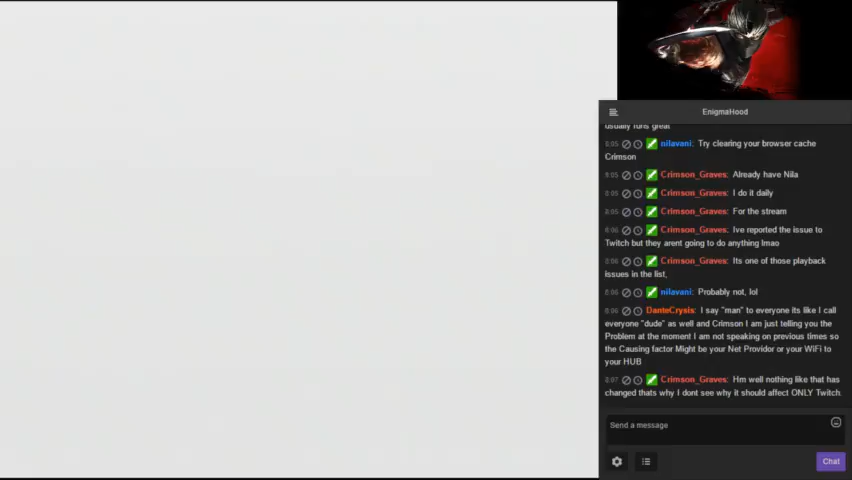 EnigmaHood
usually runs great
8:05 nilavani: Try clearing your browser cache
Crimson
8:05 Crimson_Graves: Already have Nila
8:05 Crimson_Graves: I do it daily
8:05 Crimson_Graves: For the stream
8:06 Crimson_Graves: Ive reported the issue to
Twitch but they arent going to do anything lmao
8:06 Crimson_Graves: Its one of those playback
issues in the list,
8:06 nilavani: Probably not, lol
8:06 DanteCrysis: I say "man" to everyone its like I call
everyone "dude" as well and Crimson I am just telling you the
Problem at the moment I am not speaking on previous times so
the Causing factor Might be your Net Providor or your WiFi to
your HUB
8:07 Crimson_Graves: Hm well nothing like that has
changed thats why I dont see why it should affect ONLY Twitch.
Send a message
Chat